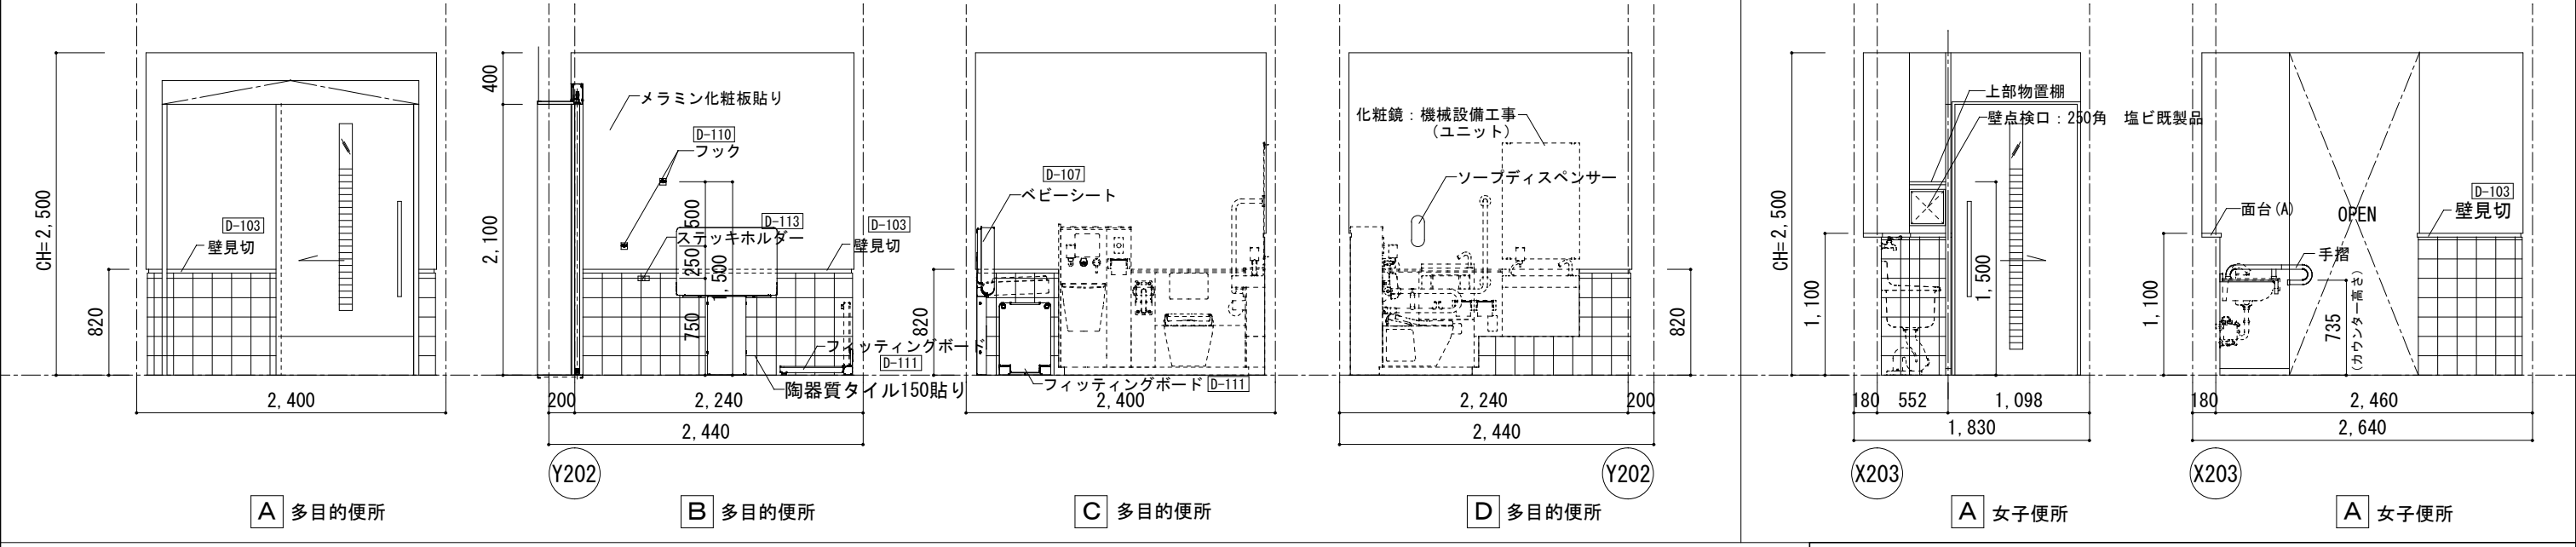 CH=2,500
820
D-103
壁見切
2,400
A 多目的便所
400
2,100
メラミン化粧板貼り
D-110
フック
500
D-113
ステッキホルダー
D-103
壁見切
250
1,500
750
フィッティングボード
D-111
陶器質タイル150貼り
200
2,240
2,440
Y202
B 多目的便所
D-107
ベビーシート
820
フィッティングボード D-111
2,400
C 多目的便所
化粧鏡:機械設備工事
(ユニット)
ソープディスペンサー
820
2,240
200
2,440
Y202
D 多目的便所
CH=2,500
1,100
上部物置棚
壁点検口:250角 塩ビ既製品
1,500
180
552
1,098
1,830
X203
A 女子便所
1,100
面台(A)
OPEN
D-103
壁見切
手摺
735
(カウンター高さ)
180
2,460
2,640
X203
A 女子便所